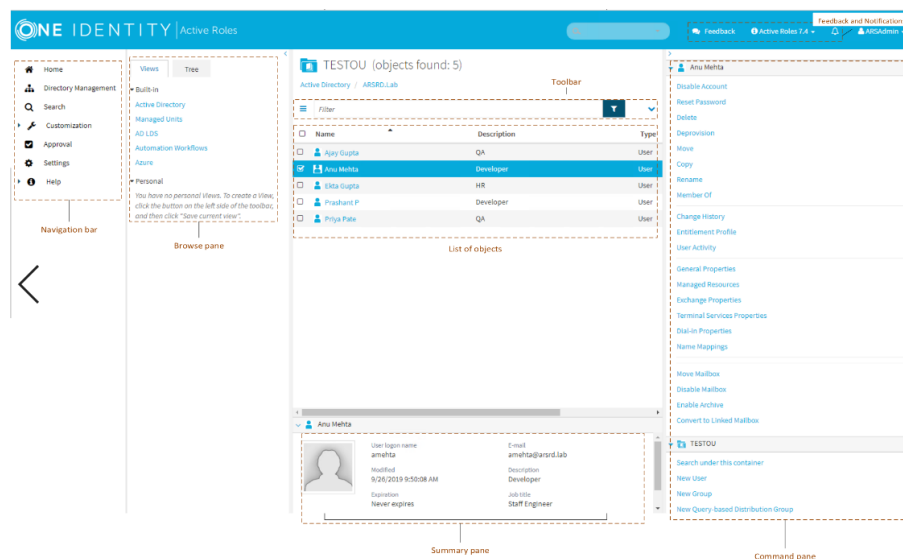 Feedback and Notification
ONE IDENTITY | Active Roles
Feedback
Active Roles 7.4
ARSAdmin
Home
Directory Management
Search
Customization
Approval
Settings
Help
Navigation bar
Views
Tree
Built-in
Active Directory
Managed Units
AD LDS
Automation Workflows
Azure
Personal
You have no personal Views. To create a View,
click the button on the left side of the toolbar,
and then click "Save current view".
Browse pane
TESTOU (objects found: 5)
Active Directory / ARSRD.Lab
Toolbar
Filter
Name Description Type
Ajay Gupta QA User
Anu Mehta Developer User
Ekta Gupta HR User
Prashant P Developer User
Priya Pate QA User
List of objects
Anu Mehta
User logon name
amehta
E-mail
amehta@arsrd.lab
Modified
9/26/2019 9:50:08 AM
Description
Developer
Expiration
Never expires
Job title
Staff Engineer
Summary pane
Anu Mehta
Disable Account
Reset Password
Delete
Deprovision
Move
Copy
Rename
Member Of
Change History
Entitlement Profile
User Activity
General Properties
Managed Resources
Exchange Properties
Terminal Services Properties
Dial-in Properties
Name Mappings
Move Mailbox
Disable Mailbox
Enable Archive
Convert to Linked Mailbox
TESTOU
Search under this container
New User
New Group
New Query-based Distribution Group
Command pane